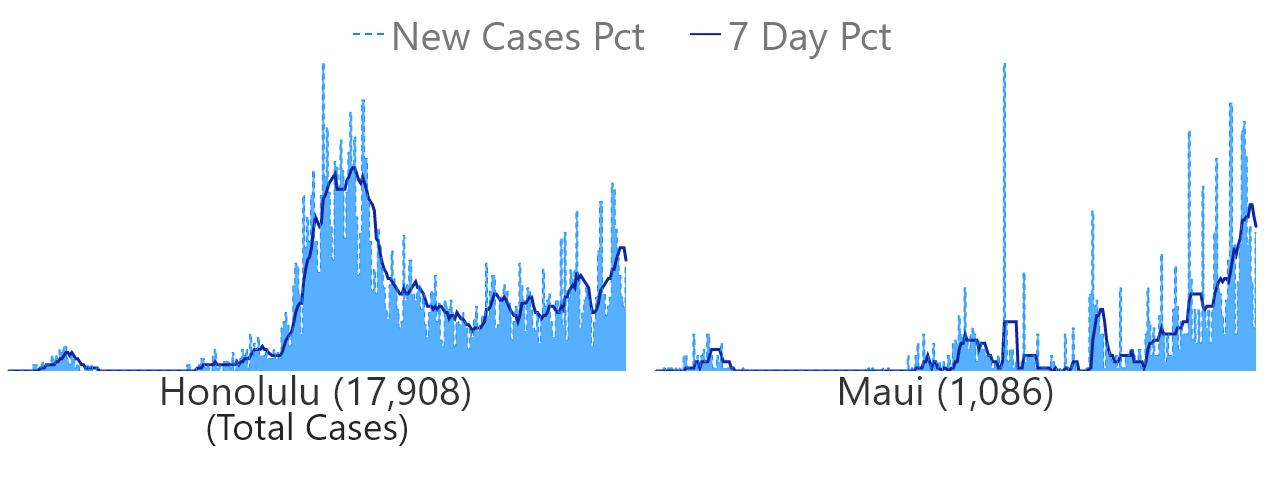 New Cases Pct 7 Day Pct
Honolulu (17,908)
(Total Cases)
Maui (1,086)